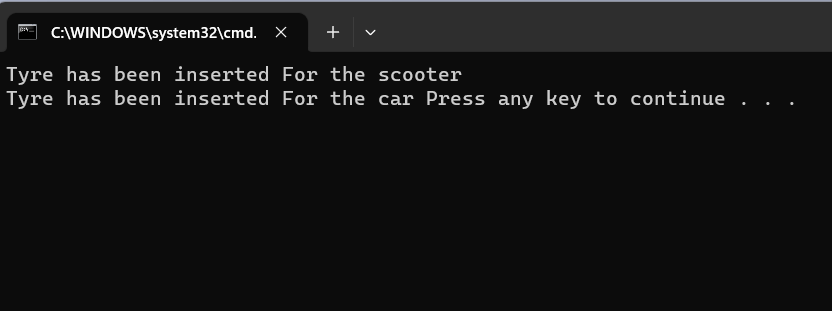 C:\WINDOWS\system32\cmd.
Tyre has been inserted For the scooter
Tyre has been inserted For the car Press any key to continue . . .